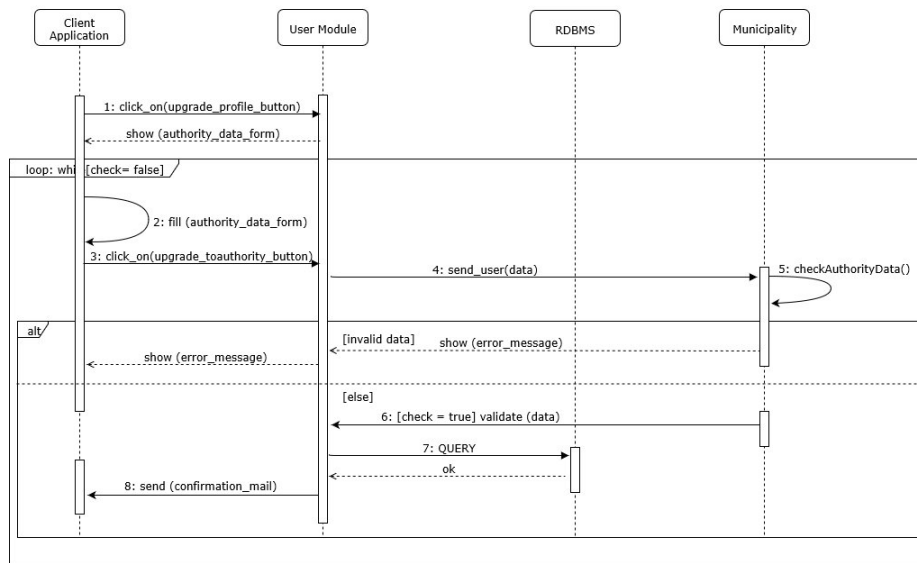 Client
Application
User Module
RDBMS
Municipality
1: click_on(upgrade_profile_button)
show (authority_data_form)
loop: whi [check= false]
2: fill (authority_data_form)
3: click_on(upgrade_toauthority_button)
4: send_user(data)
5: checkAuthorityData()
alt
[invalid data]
show (error_message)
show (error_message)
[else]
6: [check = true] validate (data)
7: QUERY
ok
8: send (confirmation_mail)